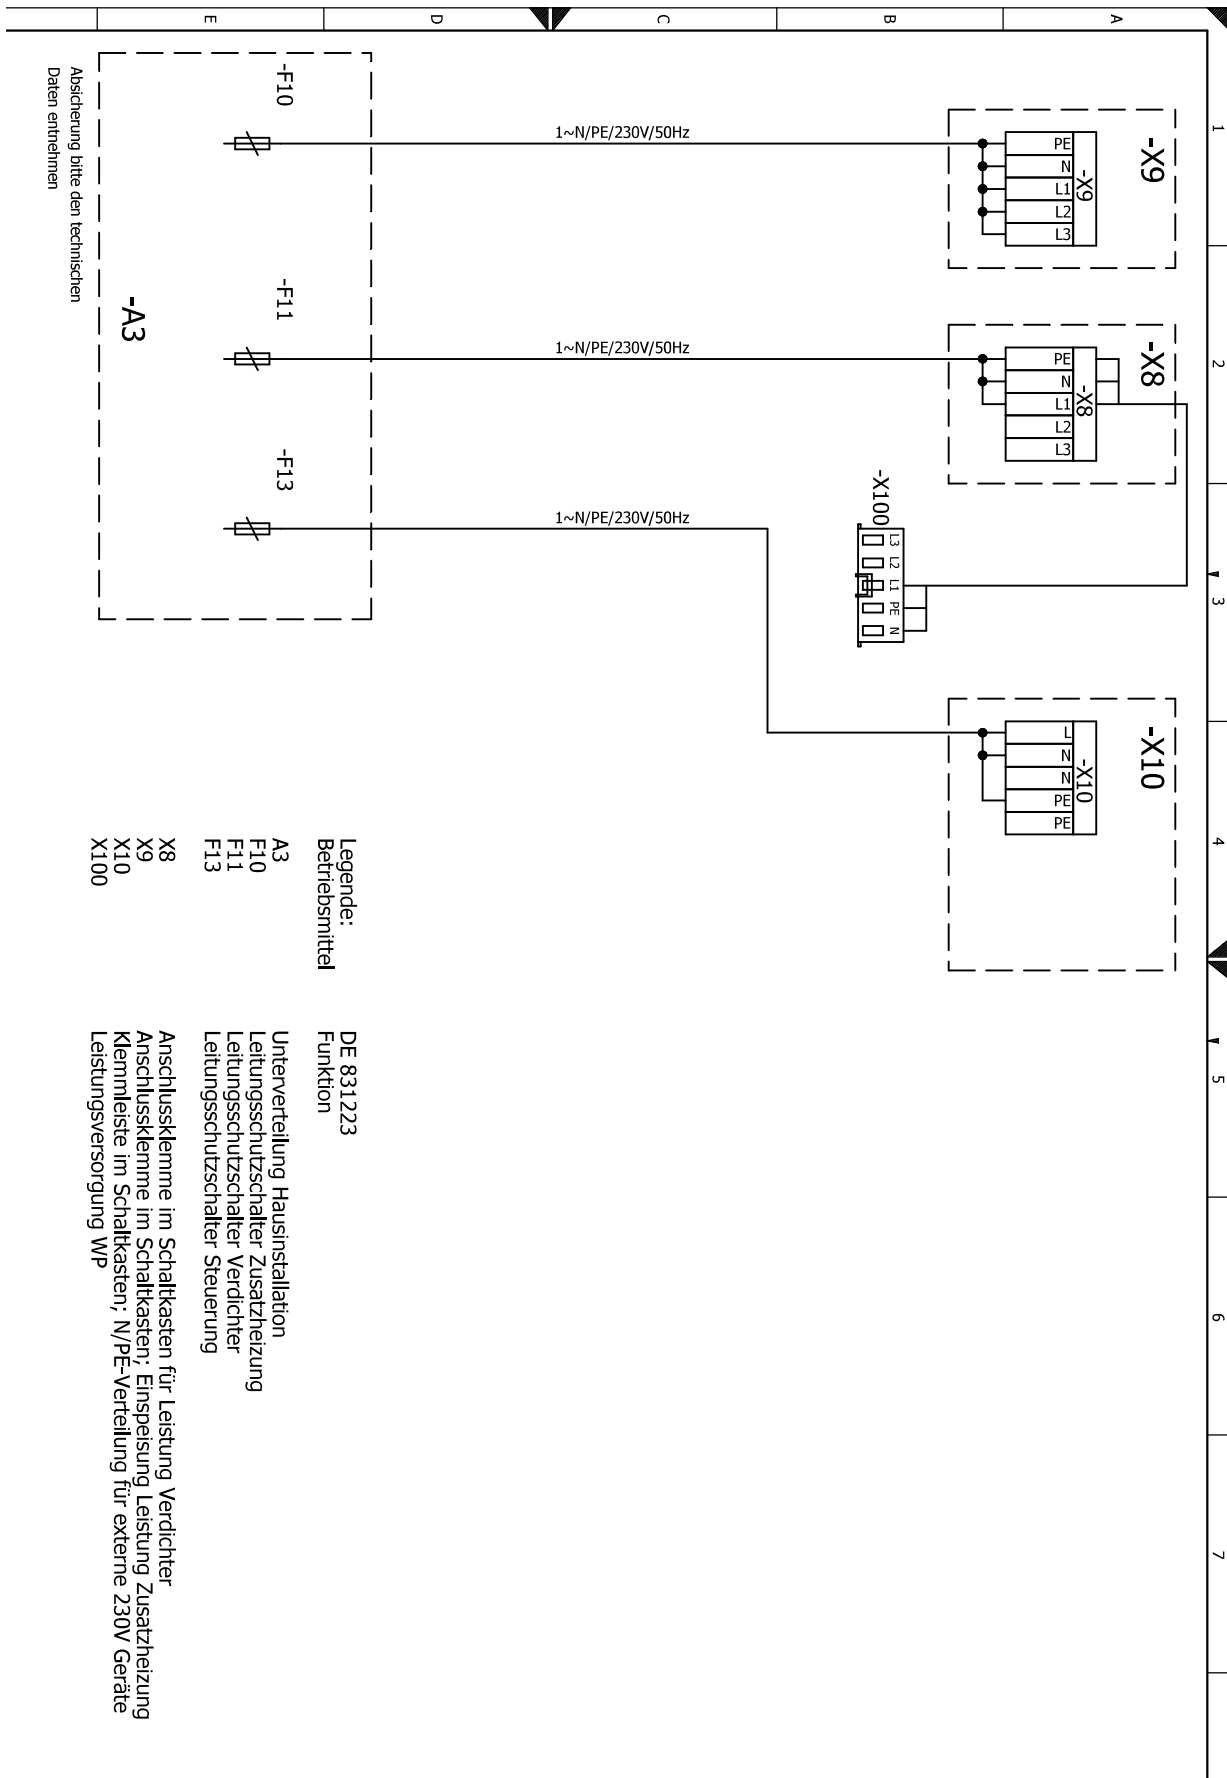 1
2
3
4
5
6
7
A
B
C
D
E
-X9
-X9
PE
N
L1
L2
L3
-X8
-X8
PE
N
L1
L2
L3
-X10
-X10
L
N
N
PE
PE
-X100
L3
L2
L1
PE
N
1~N/PE/230V/50Hz
1~N/PE/230V/50Hz
1~N/PE/230V/50Hz
-F10
-F11
-F13
-A3
Absicherung bitte den technischen
Daten entnehmen
Legende: DE 831223
Betriebsmittel Funktion
A3 Unterverteilung Hausinstallation
F10 Leitungsschutzschalter Zusatzheizung
F11 Leitungsschutzschalter Verdichter
F13 Leitungsschutzschalter Steuerung
X8 Anschlussklemme im Schaltkasten für Leistung Verdichter
X9 Anschlussklemme im Schaltkasten; Einspeisung Leistung Zusatzheizung
X10 Klemmleiste im Schaltkasten; N/PE-Verteilung für externe 230V Geräte
X100 Leistungsversorgung WP